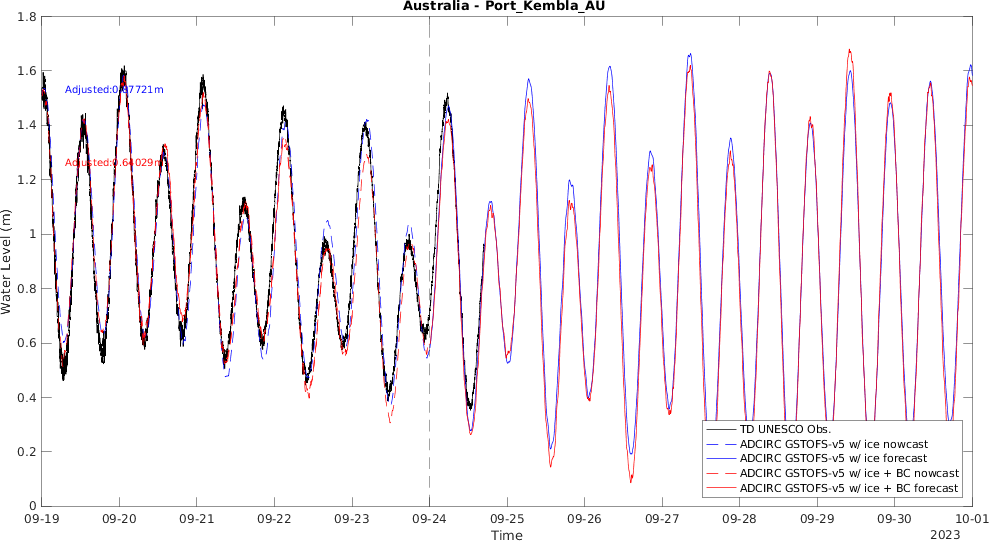 Australia - Port_Kembla_AU
Water Level (m)
1.8
1.6
1.4
1.2
1
0.8
0.6
0.4
0.2
0
Adjusted:0.67721m
Adjusted:0.64029m
TD UNESCO Obs.
ADCIRC GSTOFS-v5 w/ ice nowcast
ADCIRC GSTOFS-v5 w/ ice forecast
ADCIRC GSTOFS-v5 w/ ice + BC nowcast
ADCIRC GSTOFS-v5 w/ ice + BC forecast
09-19 09-20 09-21 09-22 09-23 09-24 09-25 09-26 09-27 09-28 09-29 09-30 10-01
Time
2023